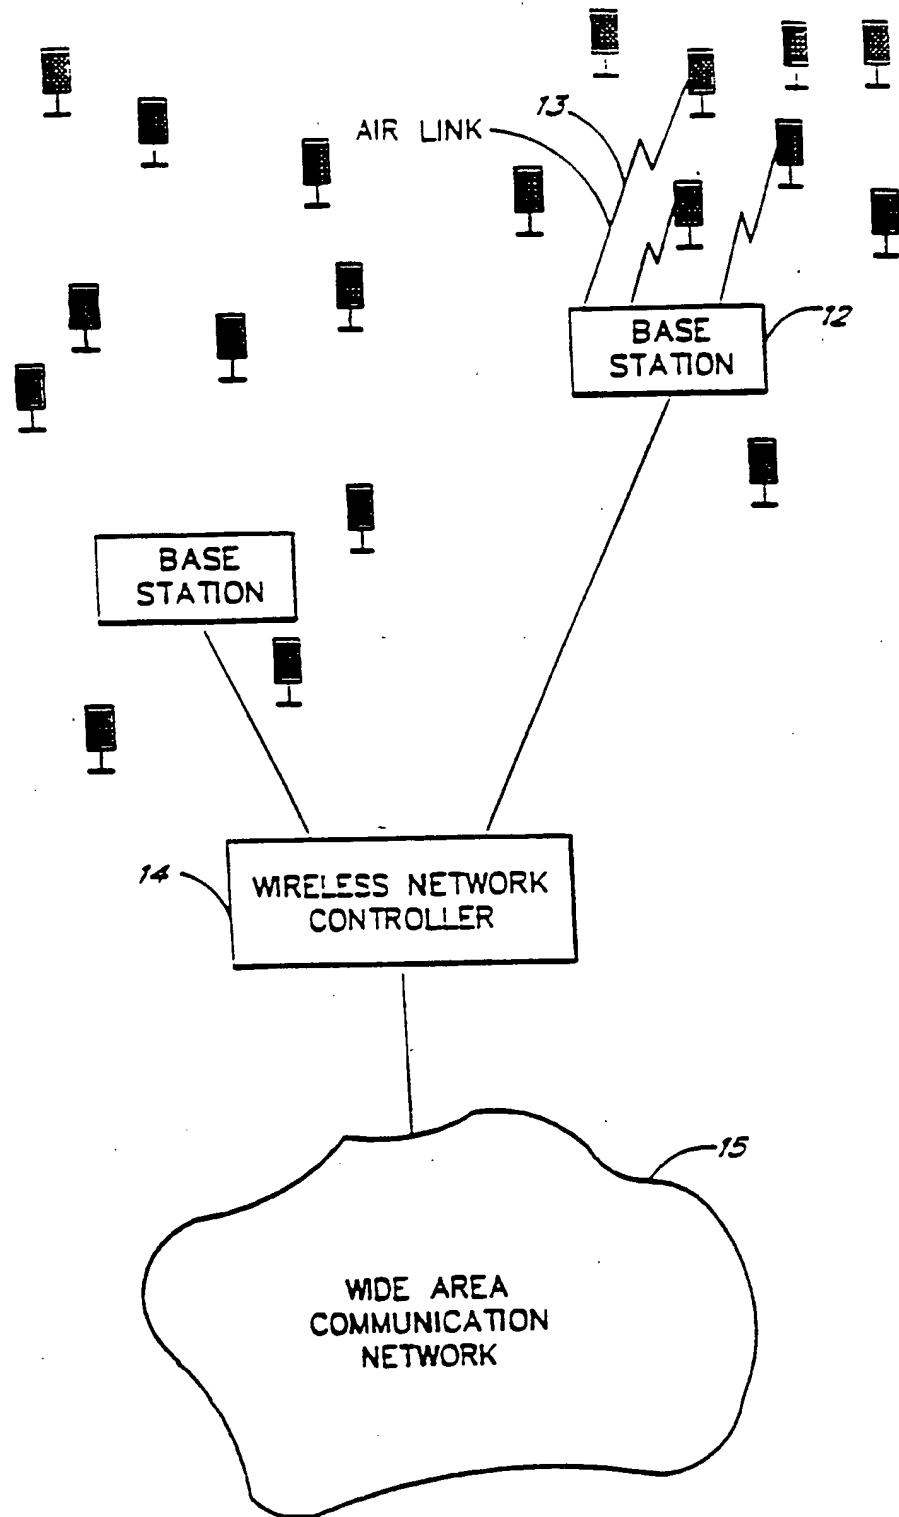 13
AIR LINK
BASE
STATION
12
BASE
STATION
14
WIRELESS NETWORK
CONTROLLER
15
WIDE AREA
COMMUNICATION
NETWORK